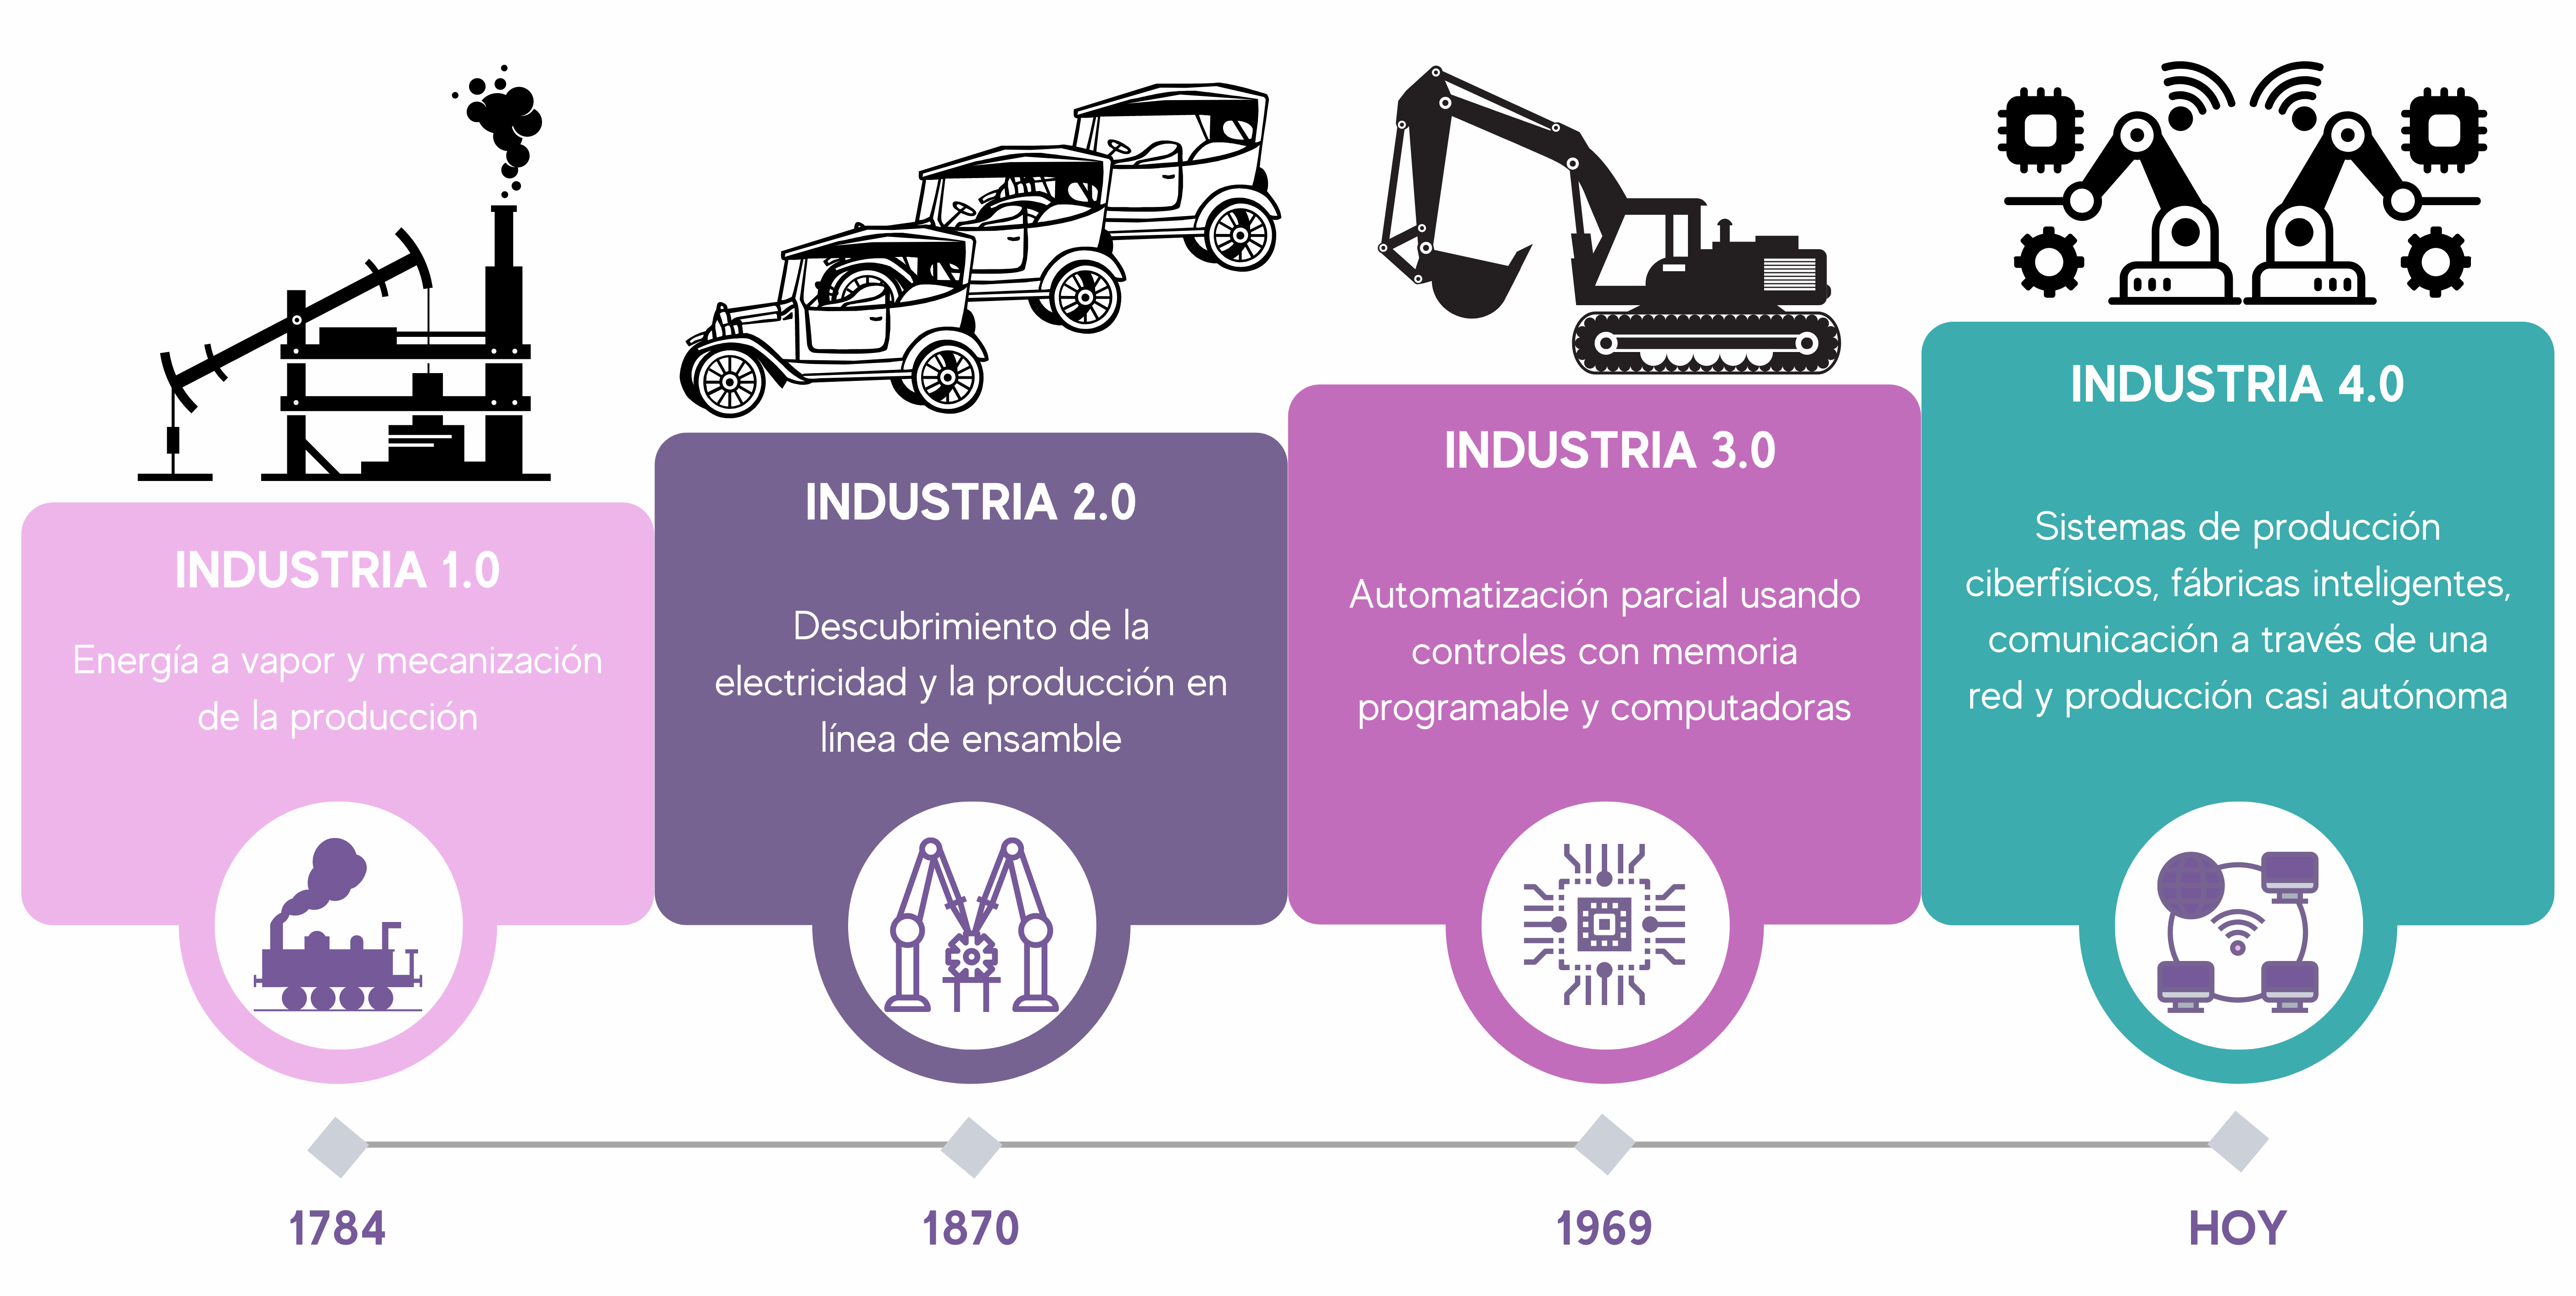 INDUSTRIA 1.0
Energía a vapor y mecanización
de la producción
INDUSTRIA 2.0
Descubrimiento de la
electricidad y la producción en
línea de ensamble
INDUSTRIA 3.0
Automatización parcial usando
controles con memoria
programable y computadoras
INDUSTRIA 4.0
Sistemas de producción
ciberfísicos, fábricas inteligentes,
comunicación a través de una
red y producción casi autónoma
1784
1870
1969
HOY